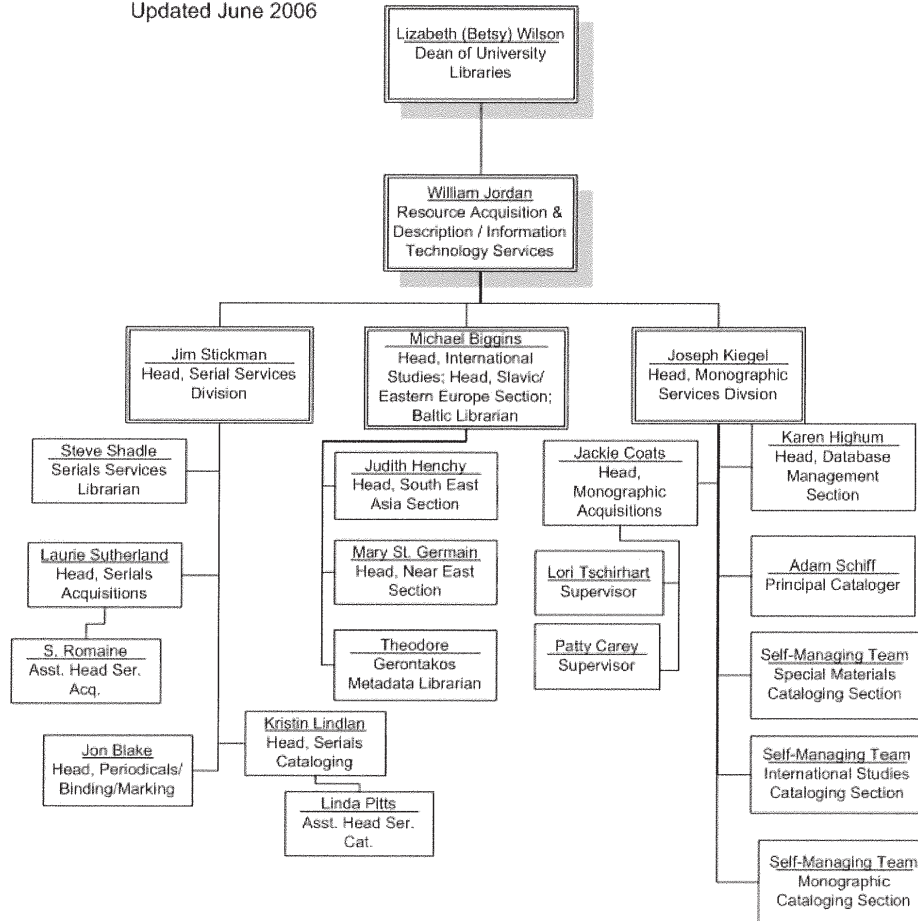 Updated June 2006
Lizabeth (Betsy) Wilson
Dean of University
Libraries
William Jordan
Resource Acquisition &
Description / Information
Technology Services
Jim Stickman
Head, Serial Services
Division
Michael Biggins
Head, International
Studies; Head, Slavic/
Eastern Europe Section;
Baltic Librarian
Joseph Kiegel
Head, Monographic
Services Divsion
Steve Shadle
Serials Services
Librarian
Laurie Sutherland
Head, Serials
Acquisitions
S. Romaine
Asst. Head Ser.
Acq.
Jon Blake
Head, Periodicals/
Binding/Marking
Kristin Lindlan
Head, Serials
Cataloging
Linda Pitts
Asst. Head Ser.
Cat.
Judith Henchy
Head, South East
Asia Section
Mary St. Germain
Head, Near East
Section
Theodore
Gerontakos
Metadata Librarian
Jackie Coats
Head,
Monographic
Acquisitions
Lori Tschirhart
Supervisor
Patty Carey
Supervisor
Karen Highum
Head, Database
Management
Section
Adam Schiff
Principal Cataloger
Self-Managing Team
Special Materials
Cataloging Section
Self-Managing Team
International Studies
Cataloging Section
Self-Managing Team
Monographic
Cataloging Section